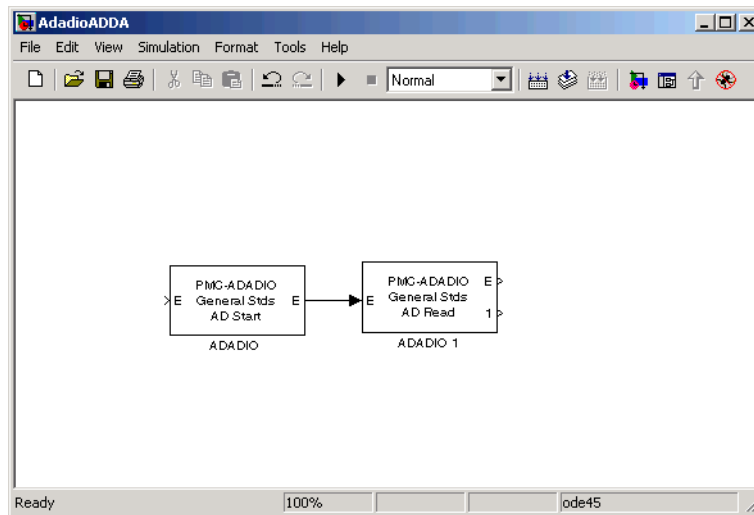 AdadioADDA
File Edit View Simulation Format Tools Help
Normal
PMC-ADADIO
E General Stds E
AD Start
ADADIO
PMC-ADADIO E
E General Stds
AD Read 1
ADADIO 1
Ready 100% ode45